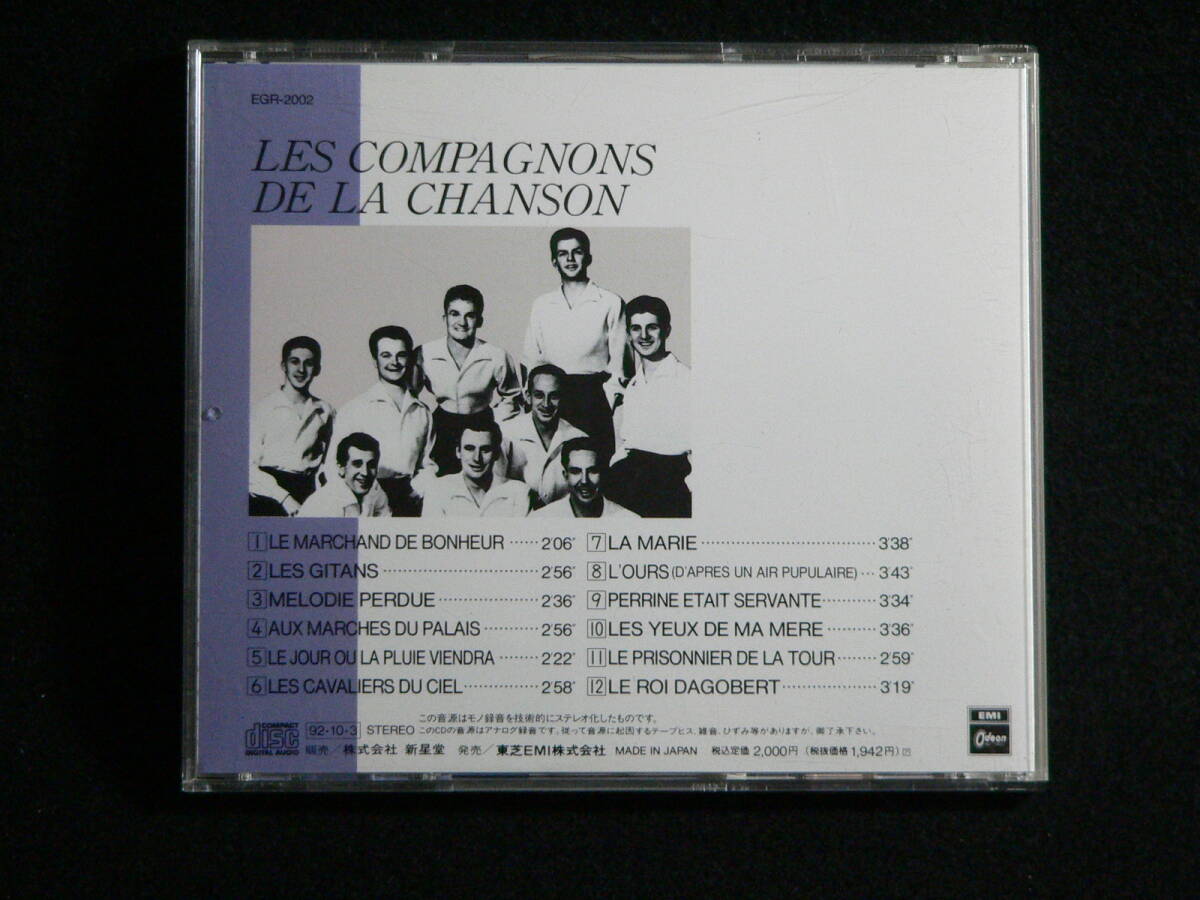 EGR-2002
LES COMPAGNONS
DE LA CHANSON
1 LE MARCHAND DE BONHEUR ······ 2'06"
2 LES GITANS ······ 2'56"
3 MELODIE PERDUE ······ 2'36"
4 AUX MARCHES DU PALAIS ······ 2'56"
5 LE JOUR OU LA PLUIE VIENDRA ······ 2'22"
6 LES CAVALIERS DU CIEL ······ 2'58"
7 LA MARIE ······ 3'38"
8 L'OURS (D'APRES UN AIR PUPULAIRE) ··· 3'43"
9 PERRINE ETAIT SERVANTE ······ 3'34"
10 LES YEUX DE MA MERE ······ 3'36"
11 LE PRISONNIER DE LA TOUR ······ 2'59"
12 LE ROI DAGOBERT ······ 3'19"
この音源はモノ録音を技術的にステレオ化したものです。
COMPACT disc DIGITAL AUDIO
92·10·3 STEREO このCDの音源はアナログ録音です。従って音源に起因するテープヒス、雑音、ひずみ等がありますが、御了承下さい。
販売/株式会社 新星堂 発売/東芝EMI株式会社 MADE IN JAPAN 税込定価 2,000円 (税抜価格 1,942円)
EMI
Odeon